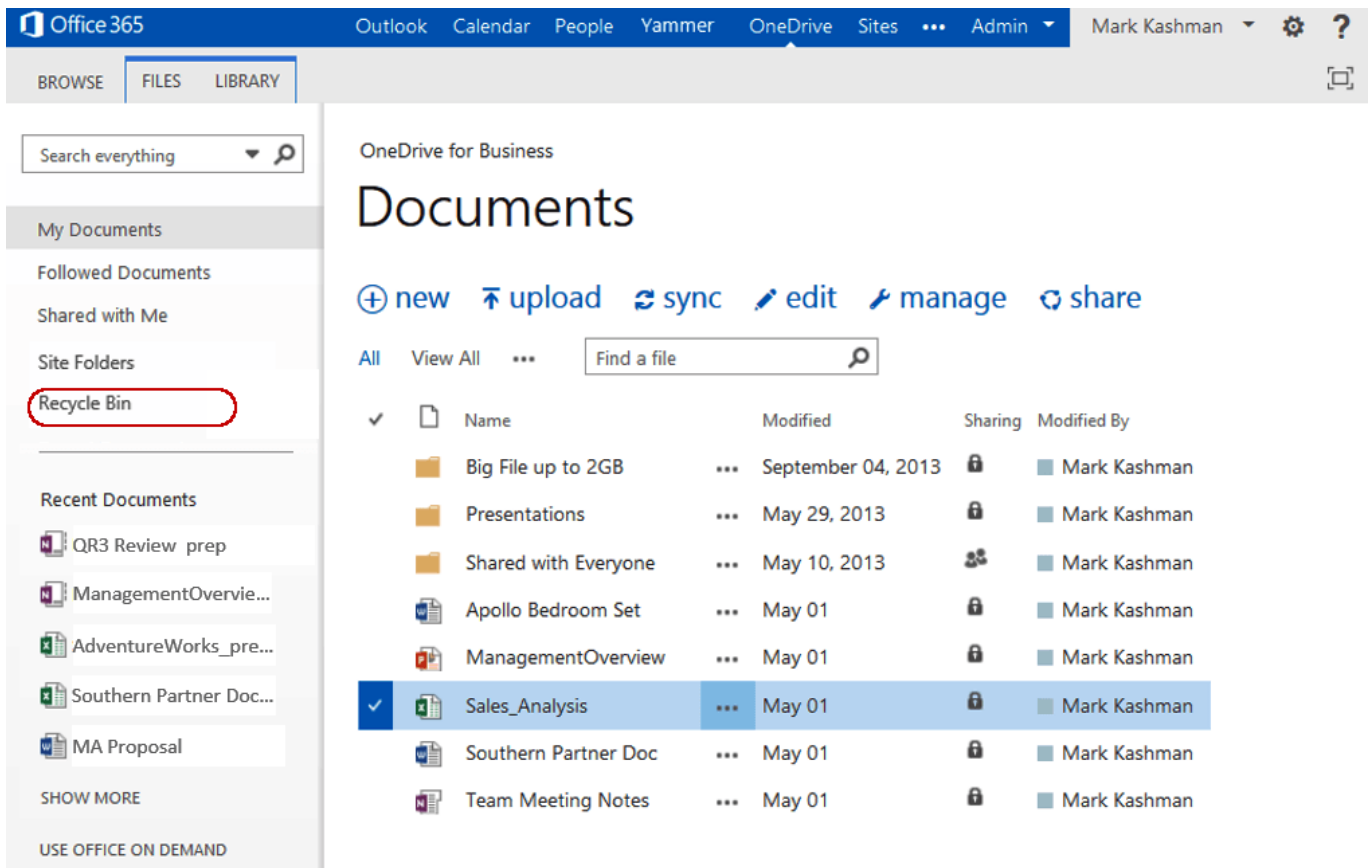 Office 365 Outlook Calendar People Yammer OneDrive Sites ••• Admin Mark Kashman ?
BROWSE FILES LIBRARY
Search everything
My Documents
Followed Documents
Shared with Me
Site Folders
Recycle Bin
Recent Documents
QR3 Review prep
ManagementOvervie...
AdventureWorks_pre...
Southern Partner Doc...
MA Proposal
SHOW MORE
USE OFFICE ON DEMAND
OneDrive for Business
Documents
new upload sync edit manage share
All View All ••• Find a file
Name Modified Sharing Modified By
Big File up to 2GB ••• September 04, 2013 Mark Kashman
Presentations ••• May 29, 2013 Mark Kashman
Shared with Everyone ••• May 10, 2013 Mark Kashman
Apollo Bedroom Set ••• May 01 Mark Kashman
ManagementOverview ••• May 01 Mark Kashman
Sales_Analysis ••• May 01 Mark Kashman
Southern Partner Doc ••• May 01 Mark Kashman
Team Meeting Notes ••• May 01 Mark Kashman